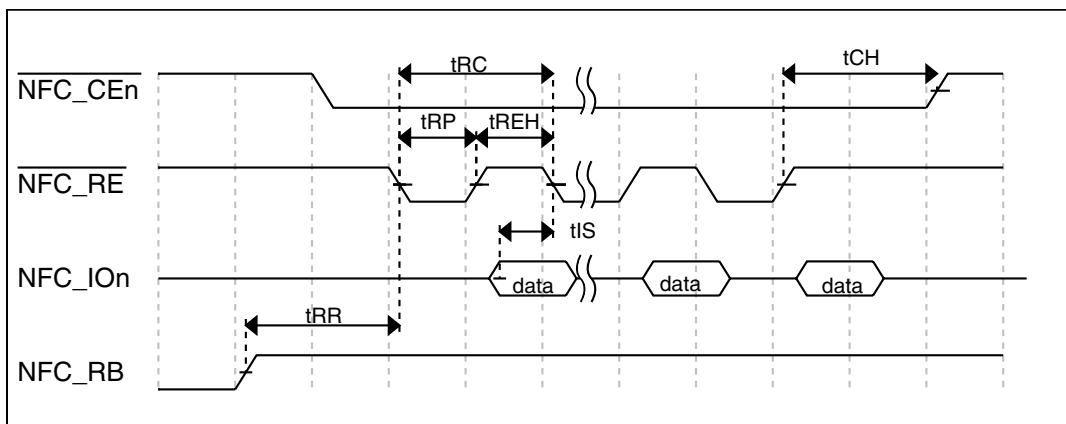 tRC
tCH
NFC_CEn
tRP
tREH
NFC_RE
tIS
NFC_IOn
data
data
data
tRR
NFC_RB